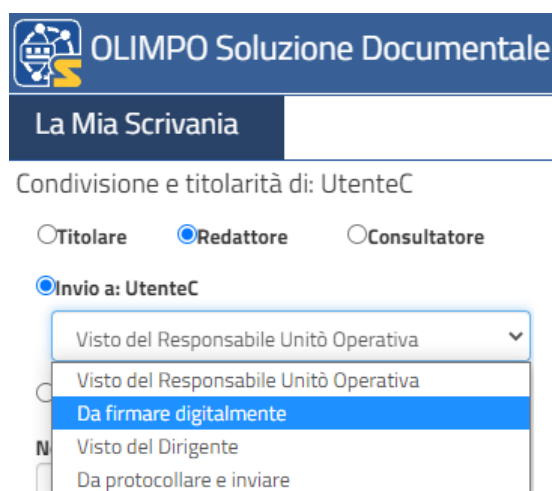 OLIMPO Soluzione Documentale
La Mia Scrivania
Condivisione e titolarità di: UtenteC
Titolare Redattore Consultatore
Invio a: UtenteC
Visto del Responsabile Unitò Operativa
Visto del Responsabile Unitò Operativa
Da firmare digitalmente
Visto del Dirigente
Da protocollare e inviare